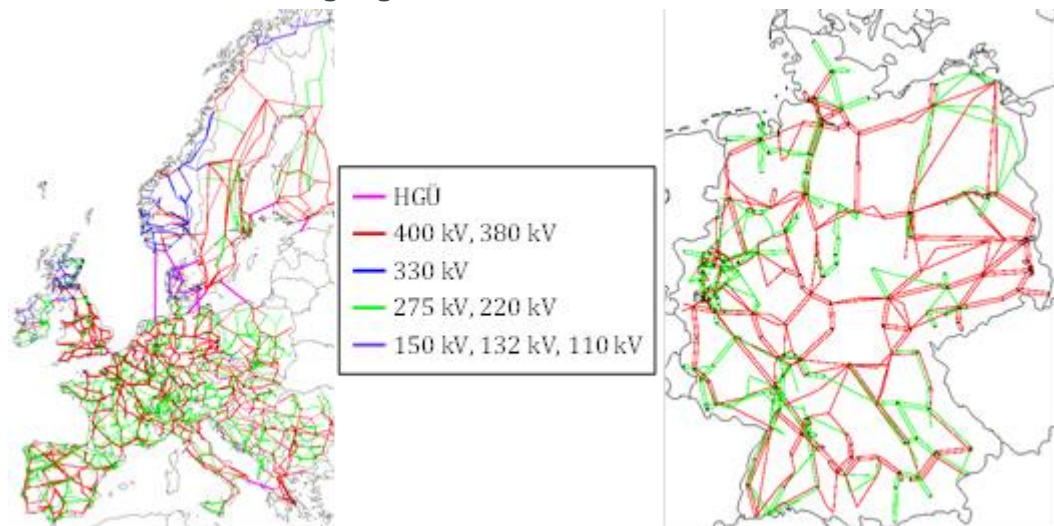 HGÜ
400 kV, 380 kV
330 kV
275 kV, 220 kV
150 kV, 132 kV, 110 kV